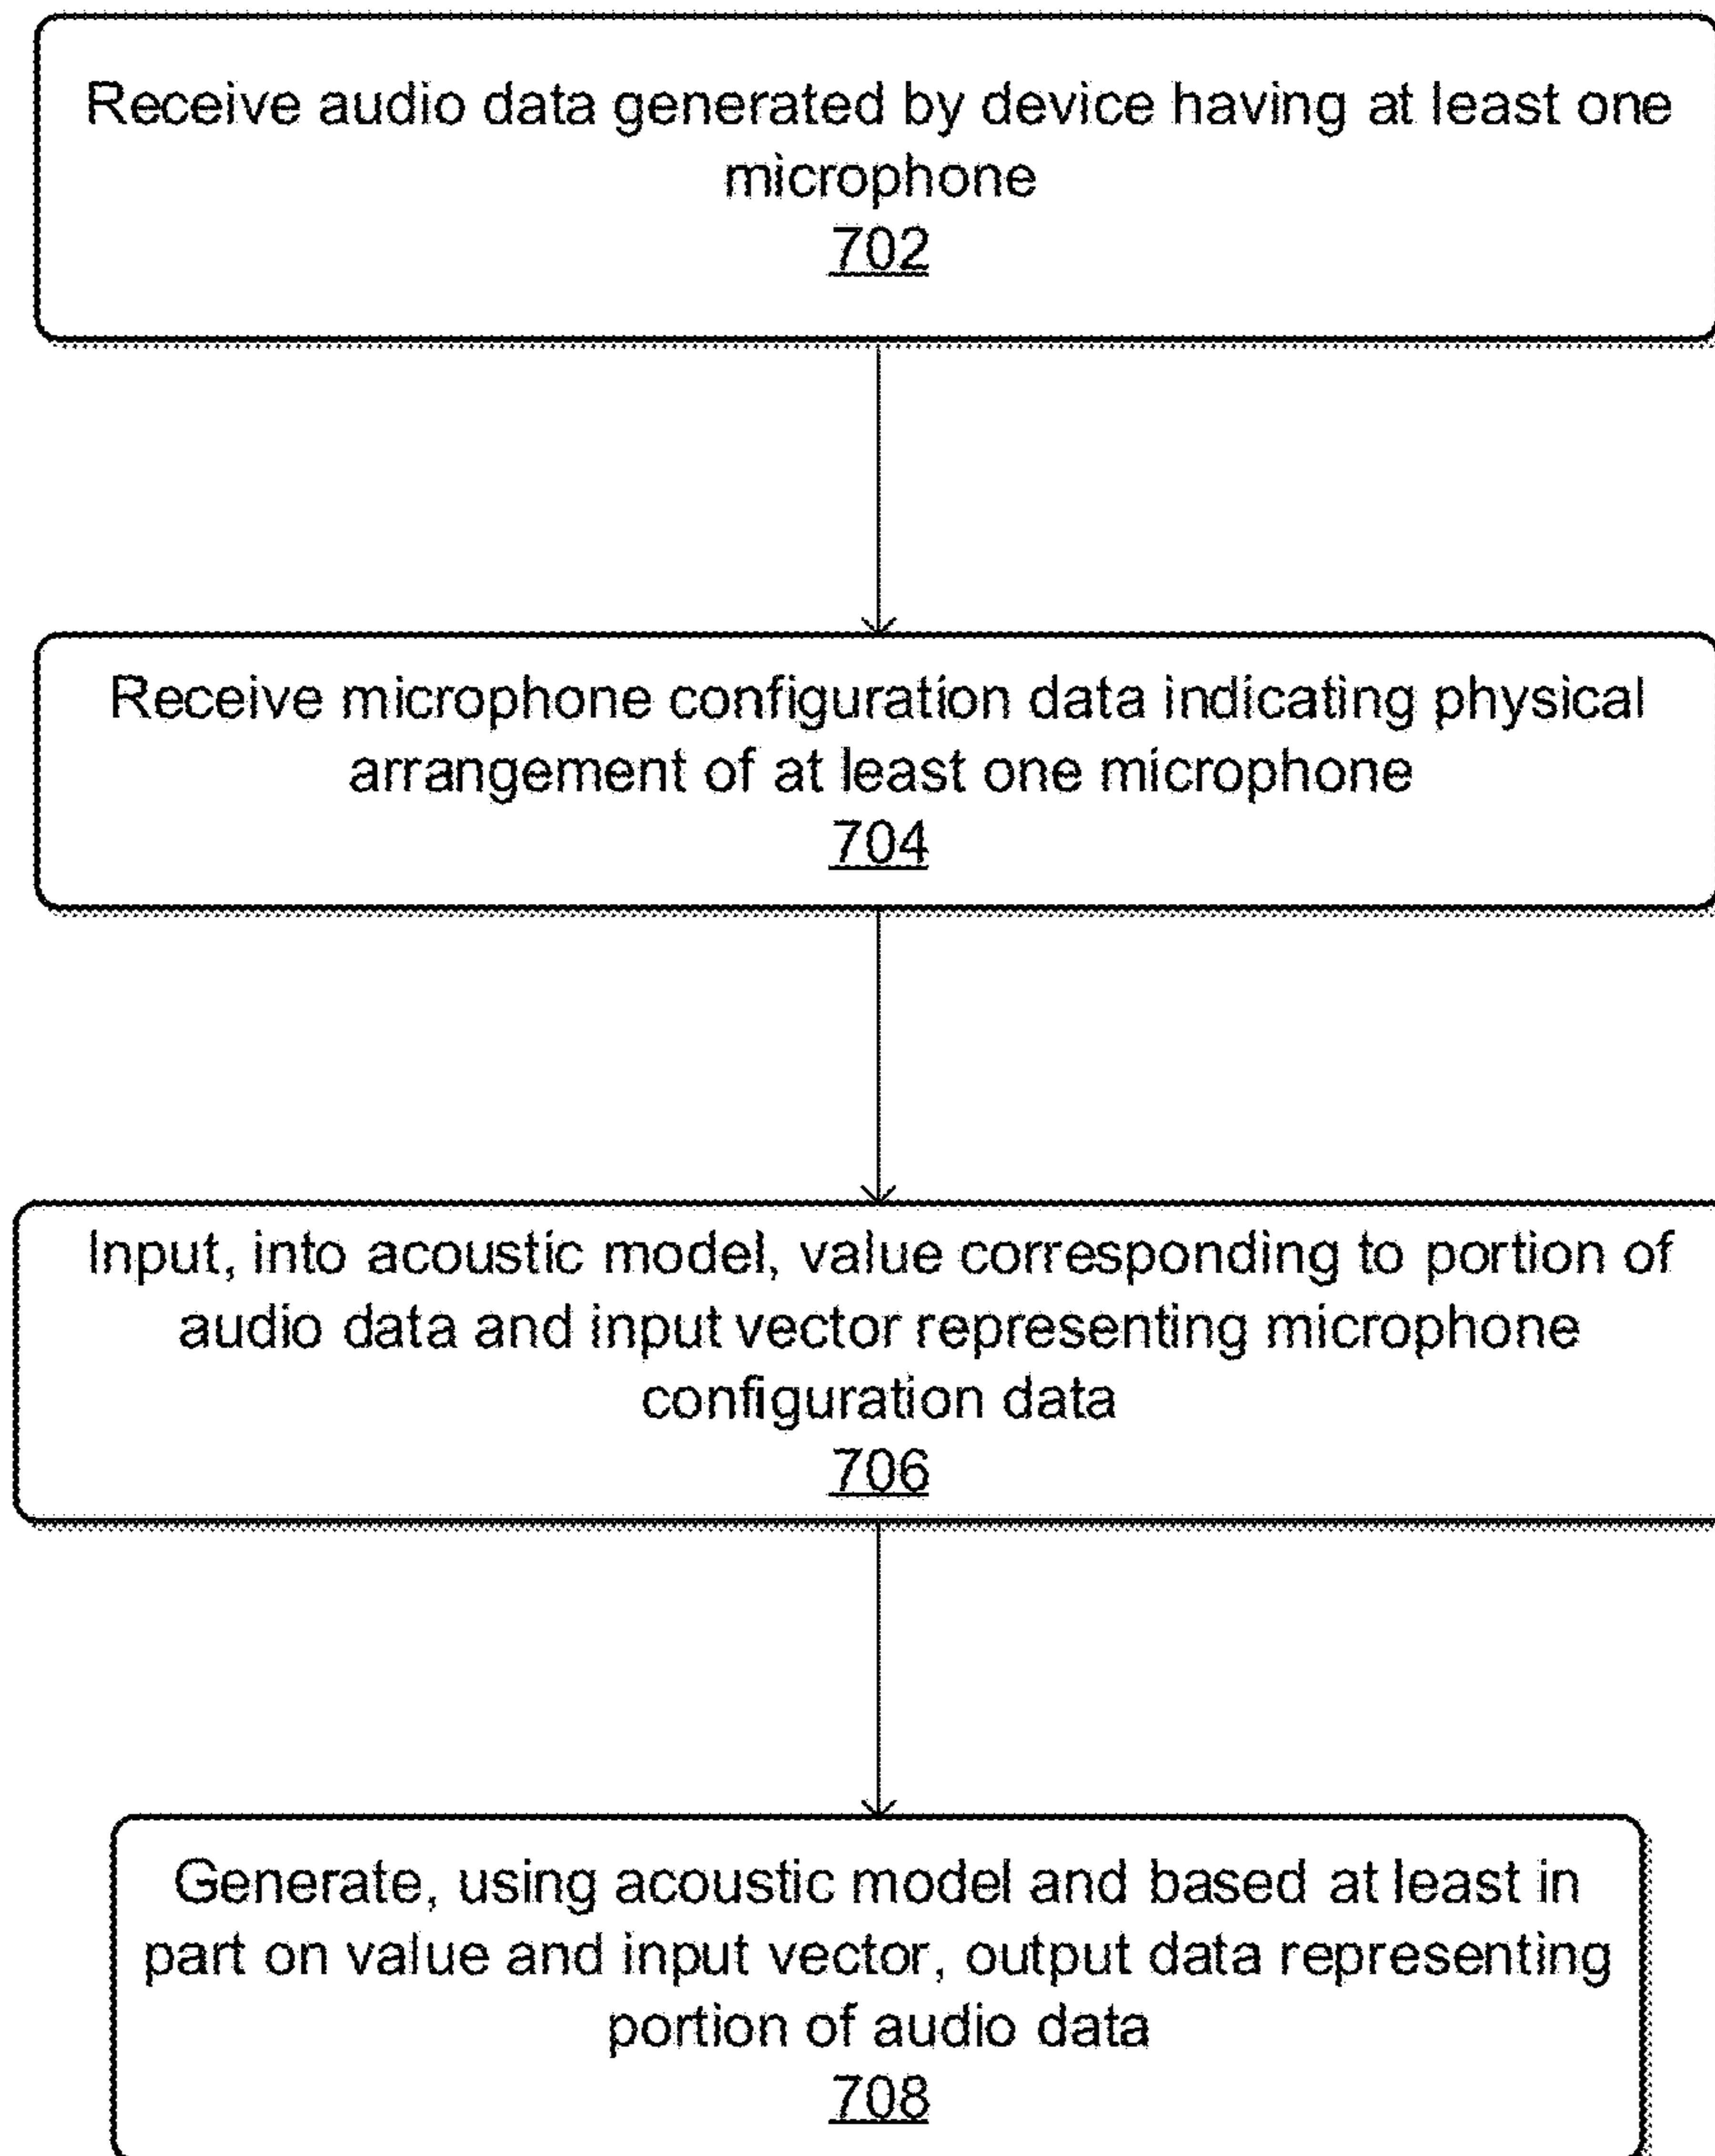 Receive audio data generated by device having at least one
microphone
702
Receive microphone configuration data indicating physical
arrangement of at least one microphone
704
Input, into acoustic model, value corresponding to portion of
audio data and input vector representing microphone
configuration data
706
Generate, using acoustic model and based at least in
part on value and input vector, output data representing
portion of audio data
708